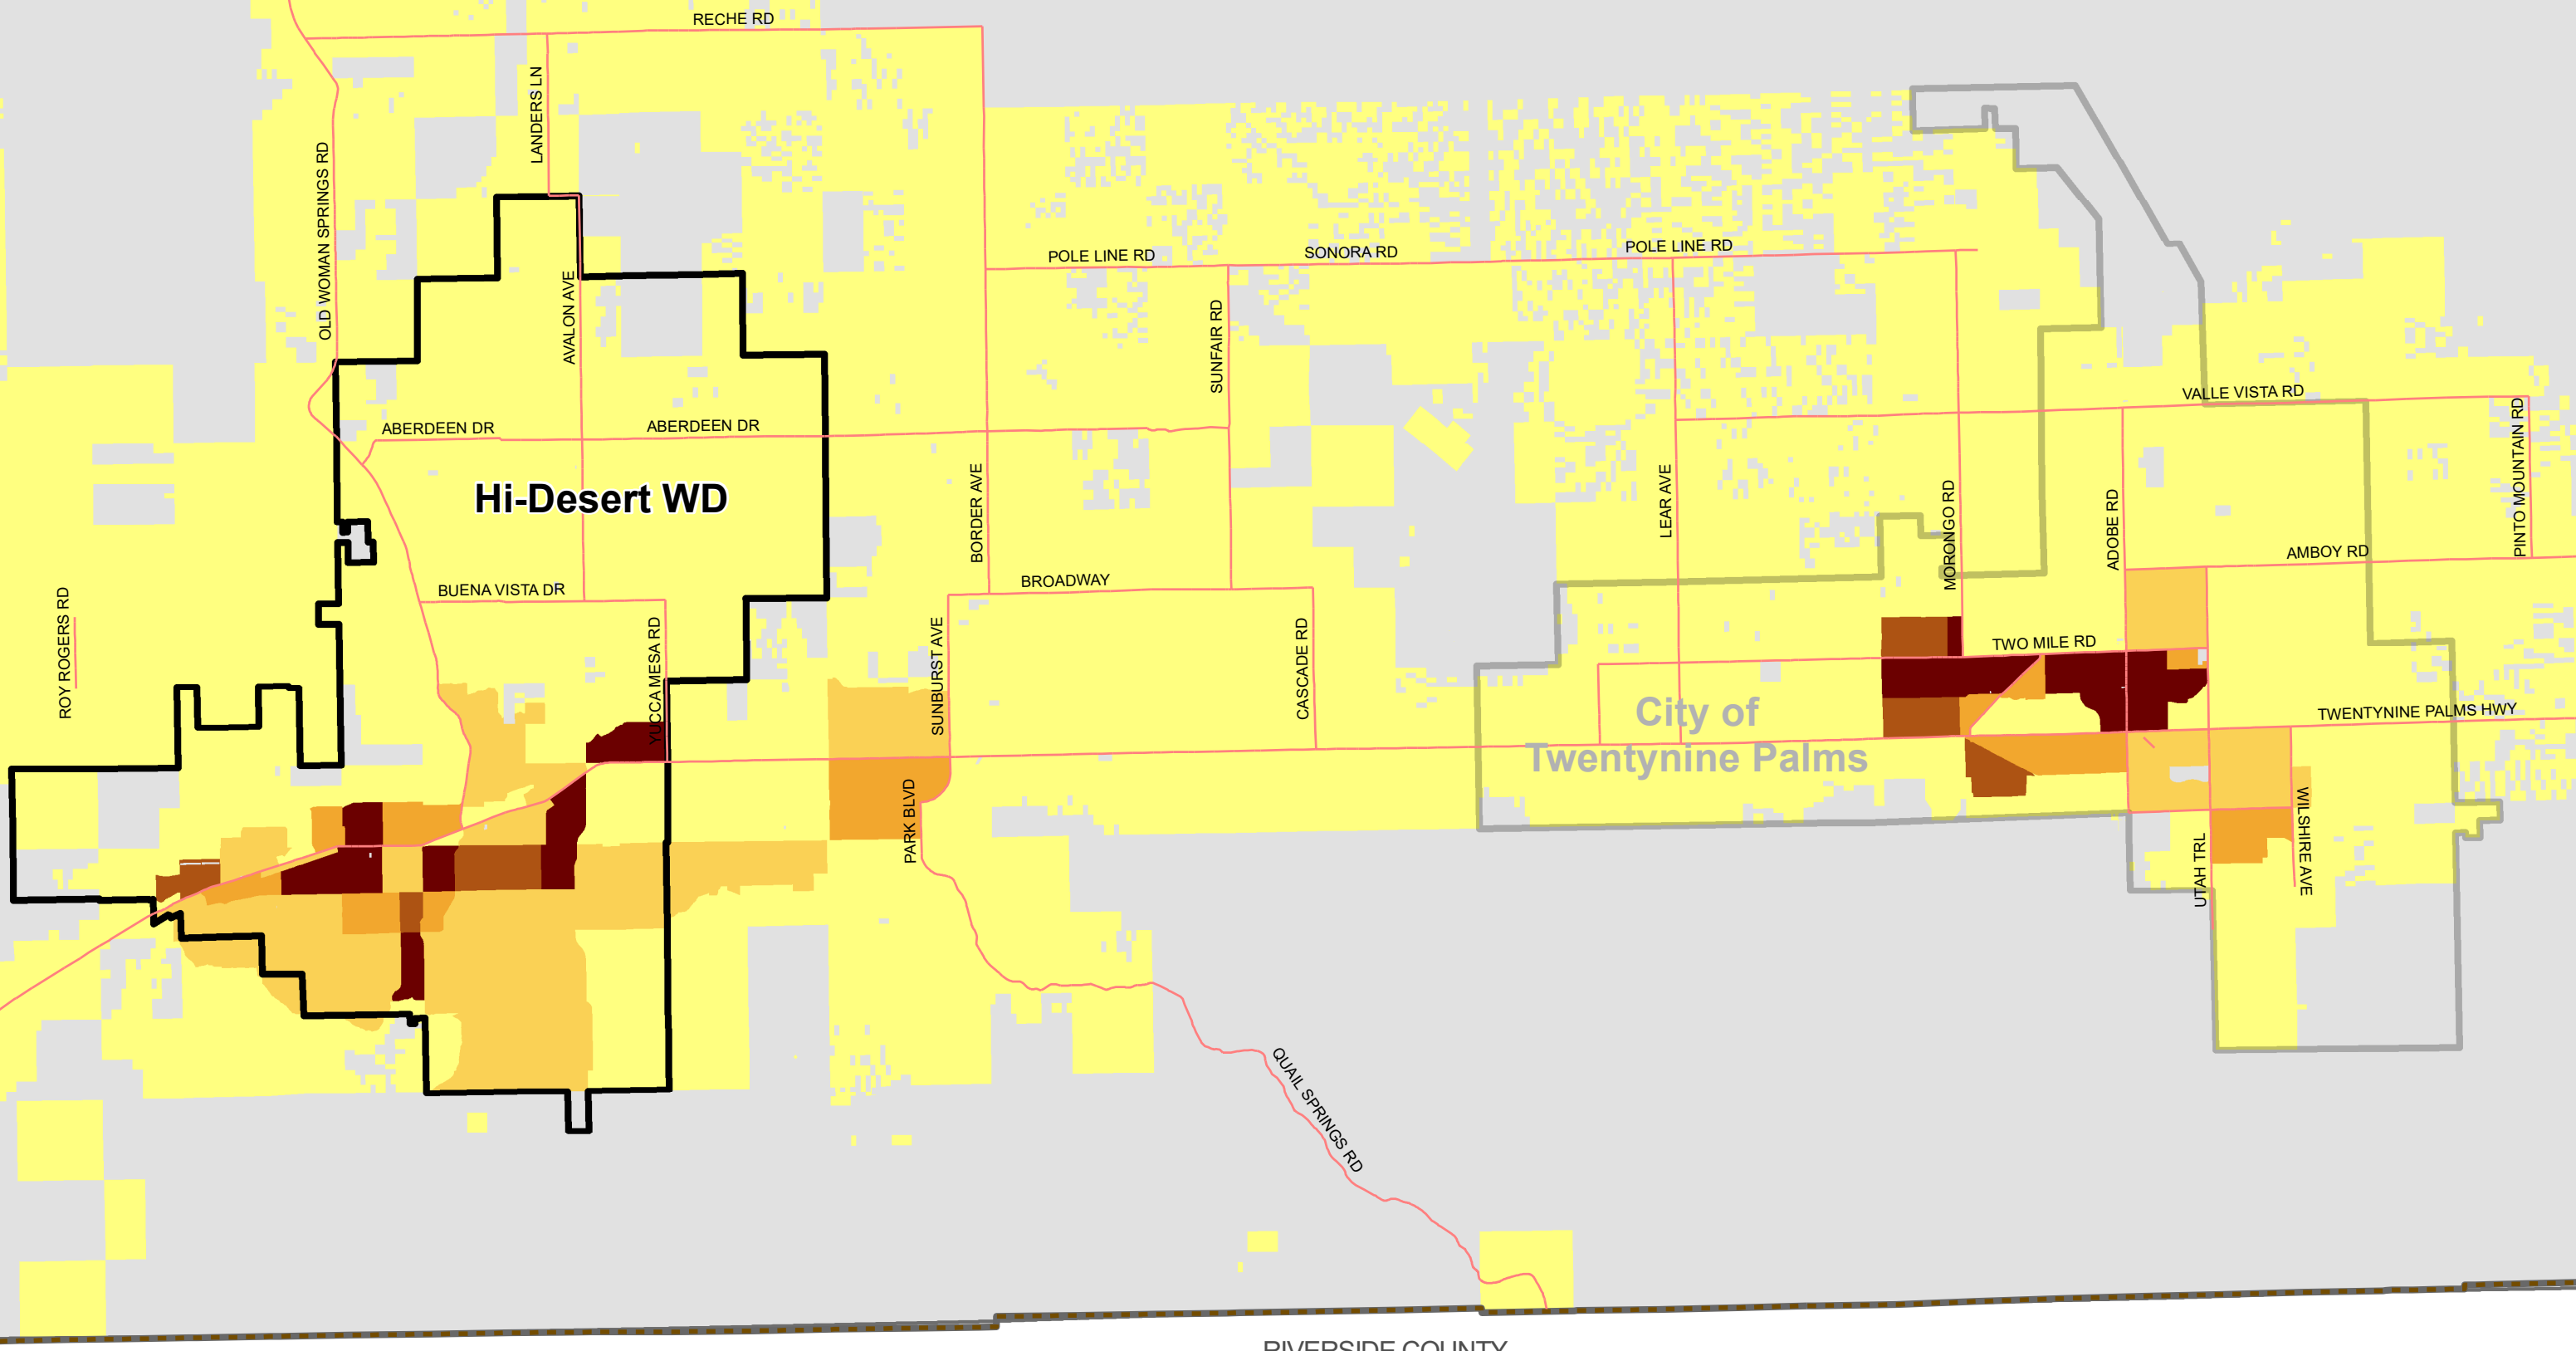 RECHE RD
LANDERS LN
OLD WOMAN SPRINGS RD
POLE LINE RD
SONORA RD
POLE LINE RD
AVALON AVE
SUNFAIR RD
VALLE VISTA RD
ABERDEEN DR
ABERDEEN DR
PINTO MOUNTAIN RD
Hi-Desert WD
BORDER AVE
LEAR AVE
MORONGO RD
ADOBE RD
AMBOY RD
BUENA VISTA DR
BROADWAY
ROY ROGERS RD
YUCCA MESA RD
SUNBURST AVE
CASCADE RD
TWO MILE RD
City of
Twentynine Palms
TWENTYNINE PALMS HWY
PARK BLVD
UTAH TRL
WILSHIRE AVE
QUAIL SPRINGS RD
RIVERSIDE COUNTY